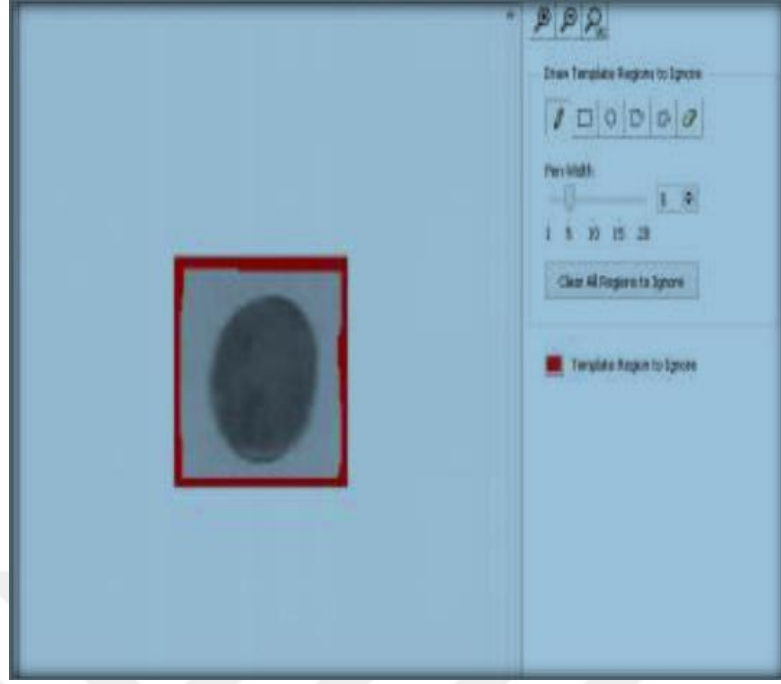 Draw Template Regions to Ignore
Pen Width
5
1 5 10 15 20
Clear All Regions to Ignore
Template Region to Ignore